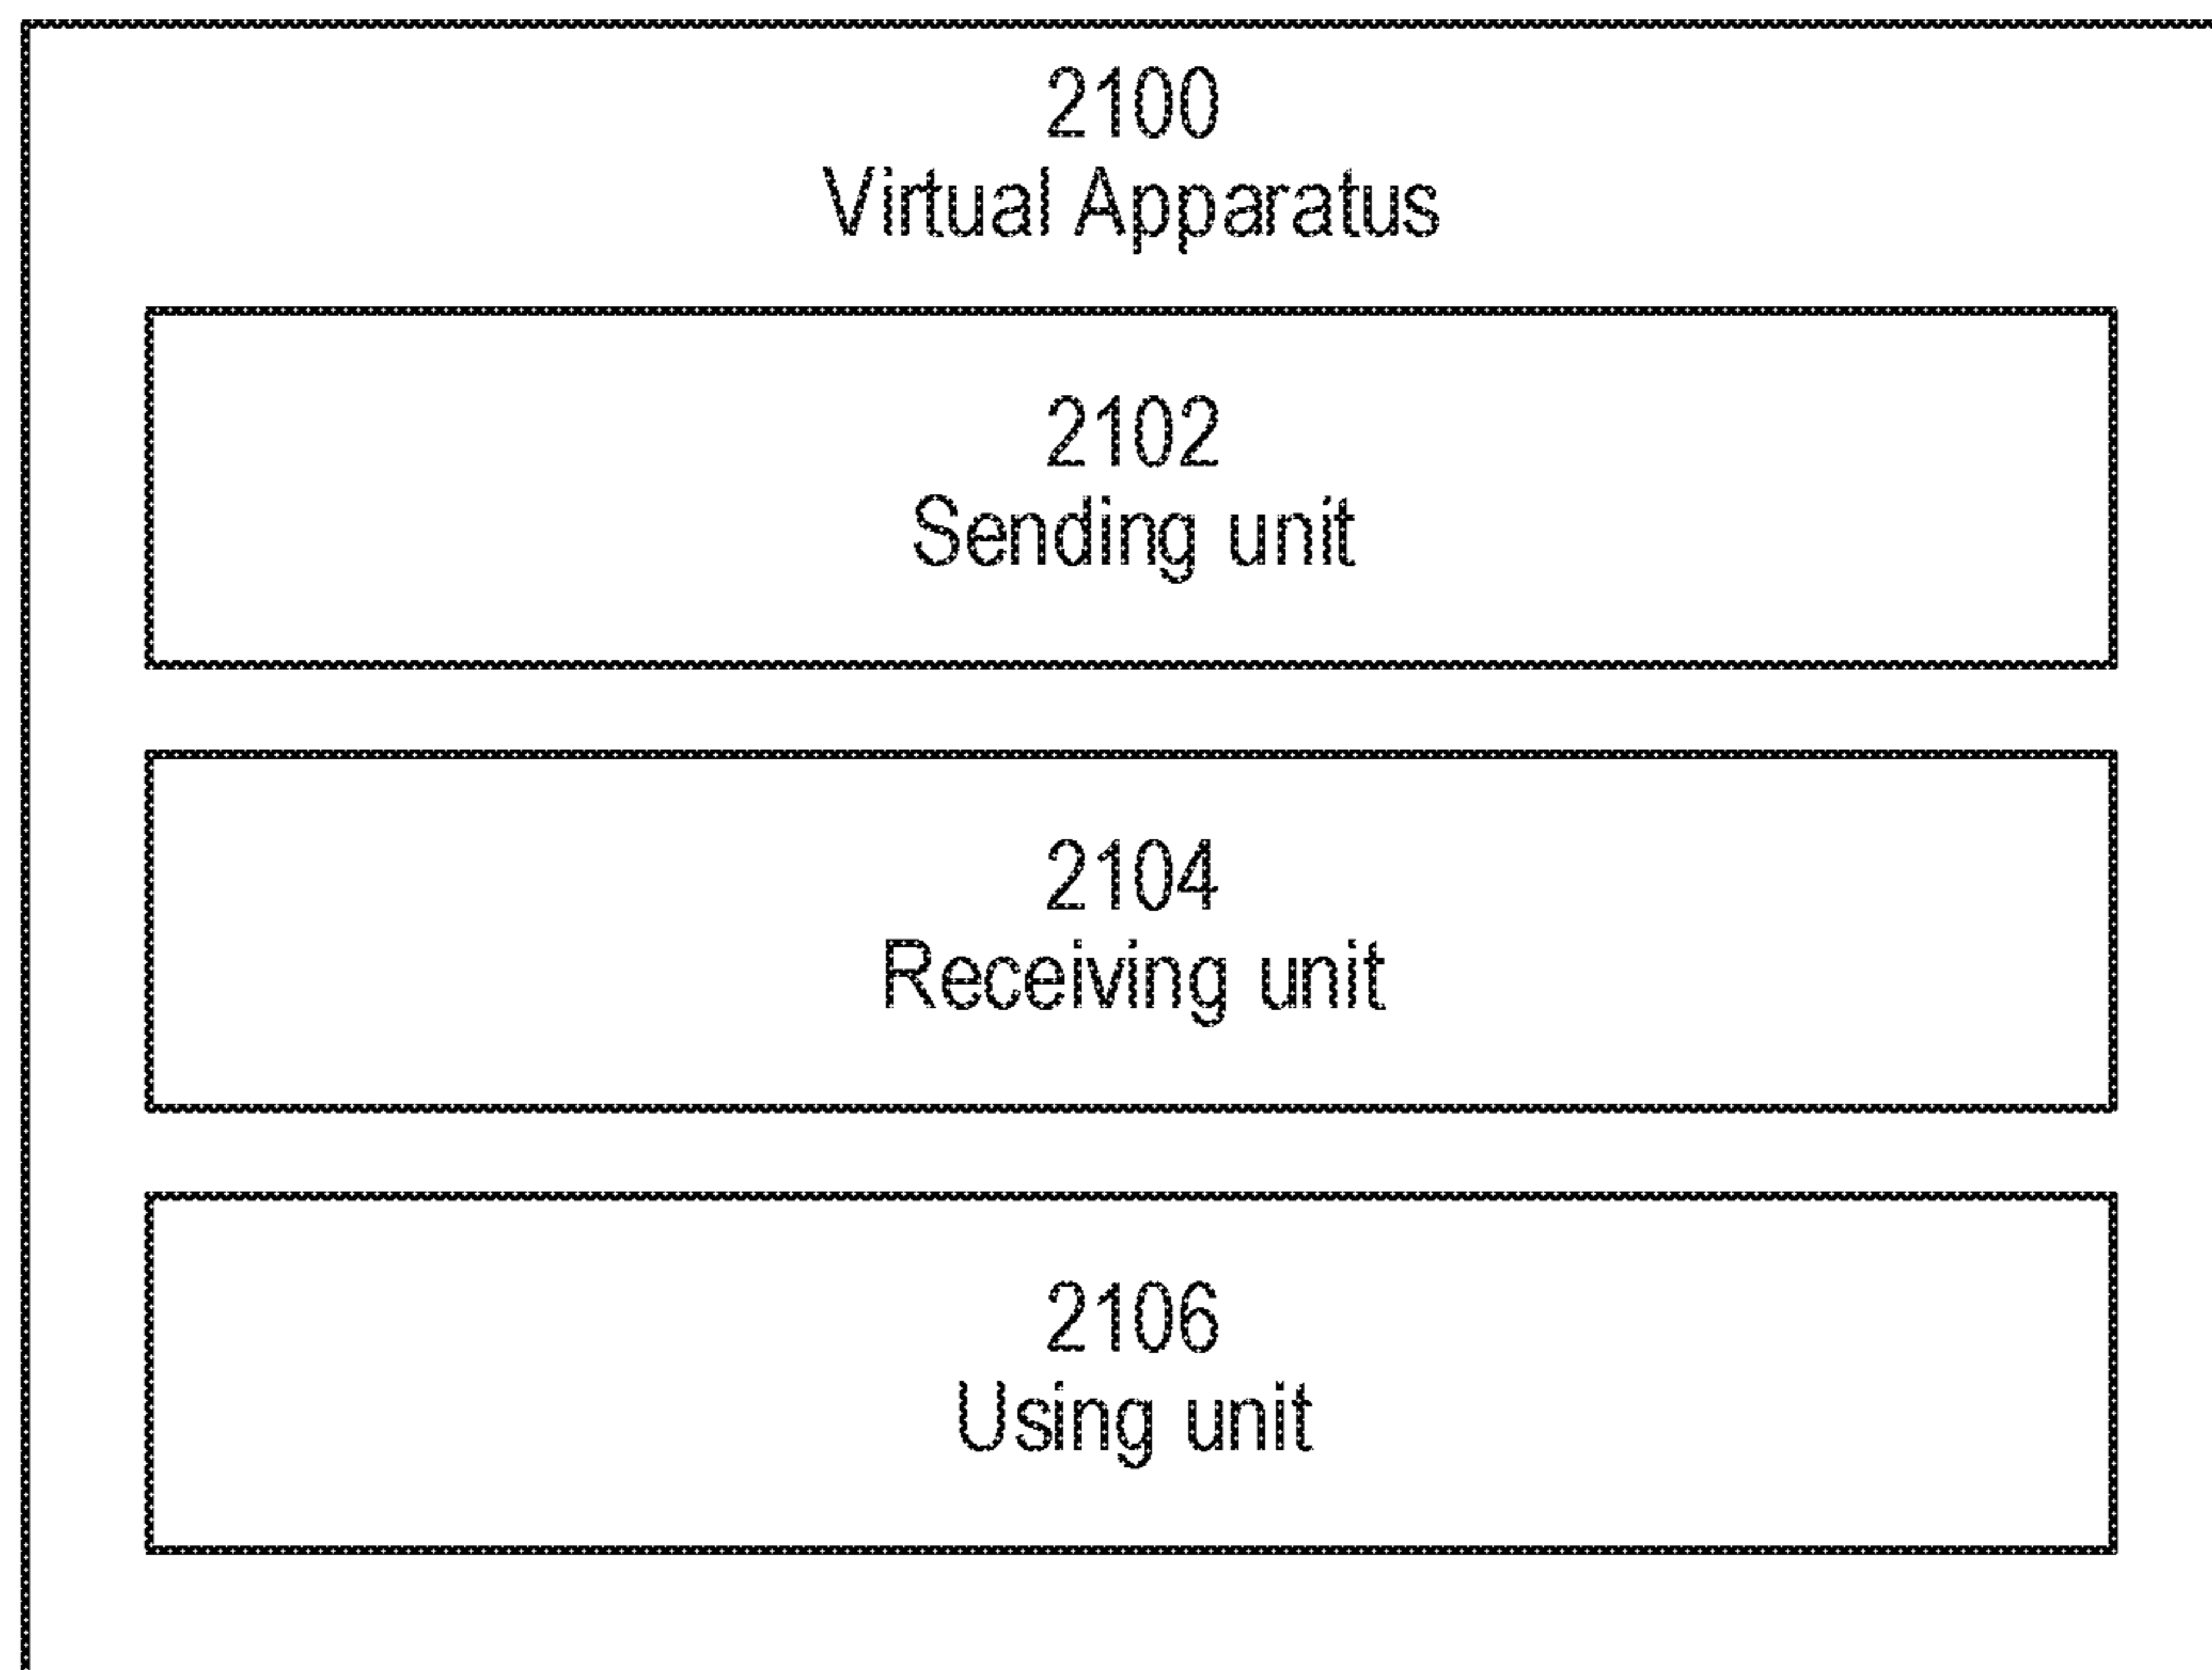 2100
Virtual Apparatus
2102
Sending unit
2104
Receiving unit
2106
Using unit